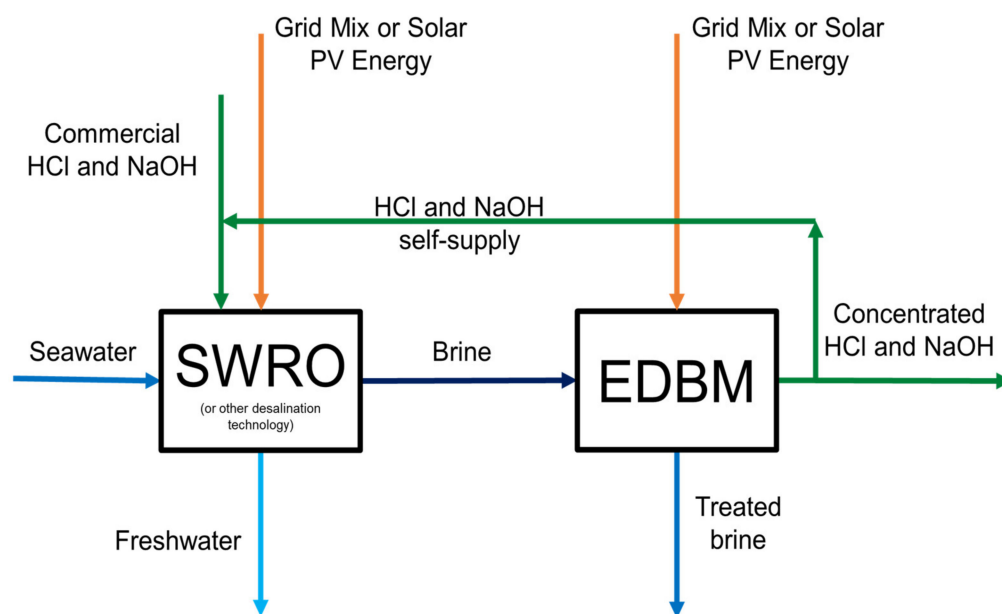 Grid Mix or Solar
PV Energy
Grid Mix or Solar
PV Energy
Commercial
HCl and NaOH
HCl and NaOH
self-supply
Concentrated
HCl and NaOH
Seawater
SWRO
(or other desalination
technology)
Brine
EDBM
Freshwater
Treated
brine